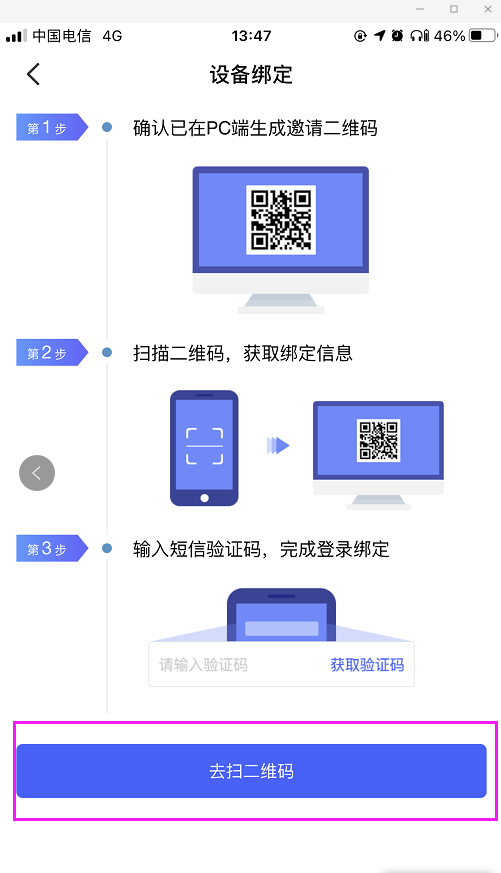 中国电信 4G 13:47 46%
设备绑定
第1步 确认已在PC端生成邀请二维码
第2步 扫描二维码，获取绑定信息
第3步 输入短信验证码，完成登录绑定
请输入验证码 获取验证码
去扫二维码